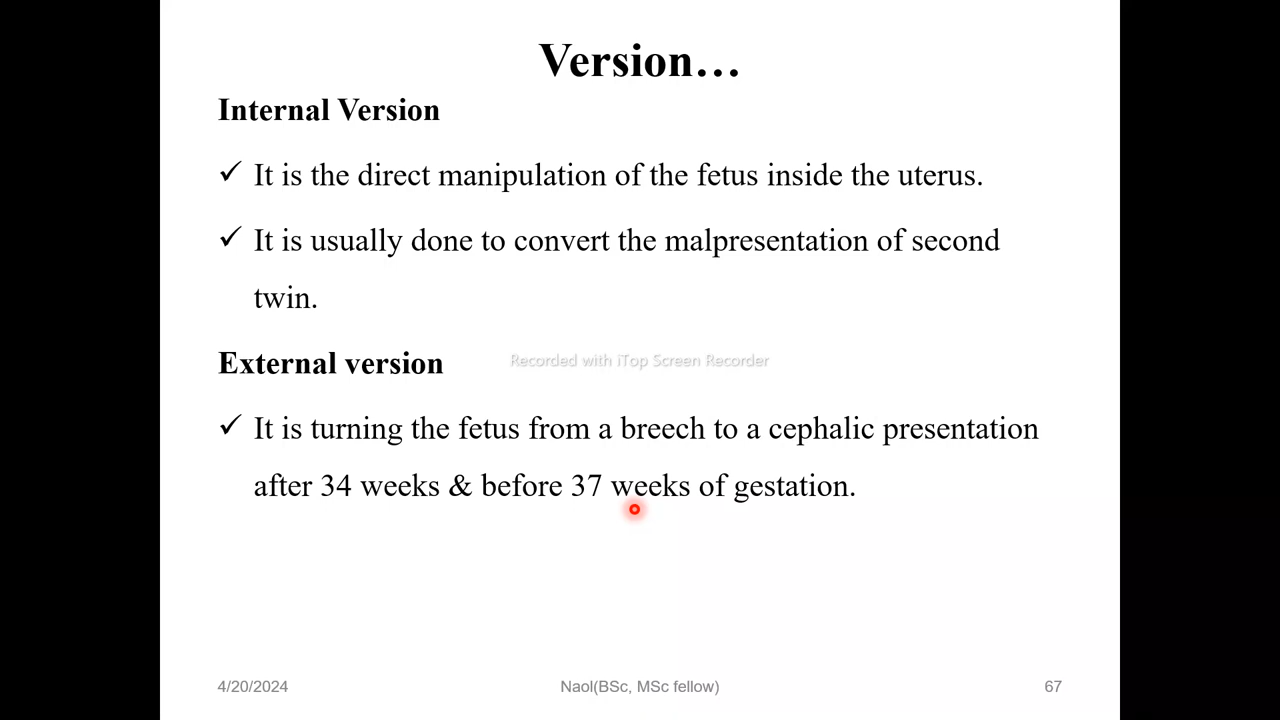 Version…
Internal Version
✓ It is the direct manipulation of the fetus inside the uterus.
✓ It is usually done to convert the malpresentation of second
twin.
External version
Recorded with iTop Screen Recorder
✓ It is turning the fetus from a breech to a cephalic presentation
after 34 weeks & before 37 weeks of gestation.
4/20/2024
Naol(BSc, MSc fellow)
67